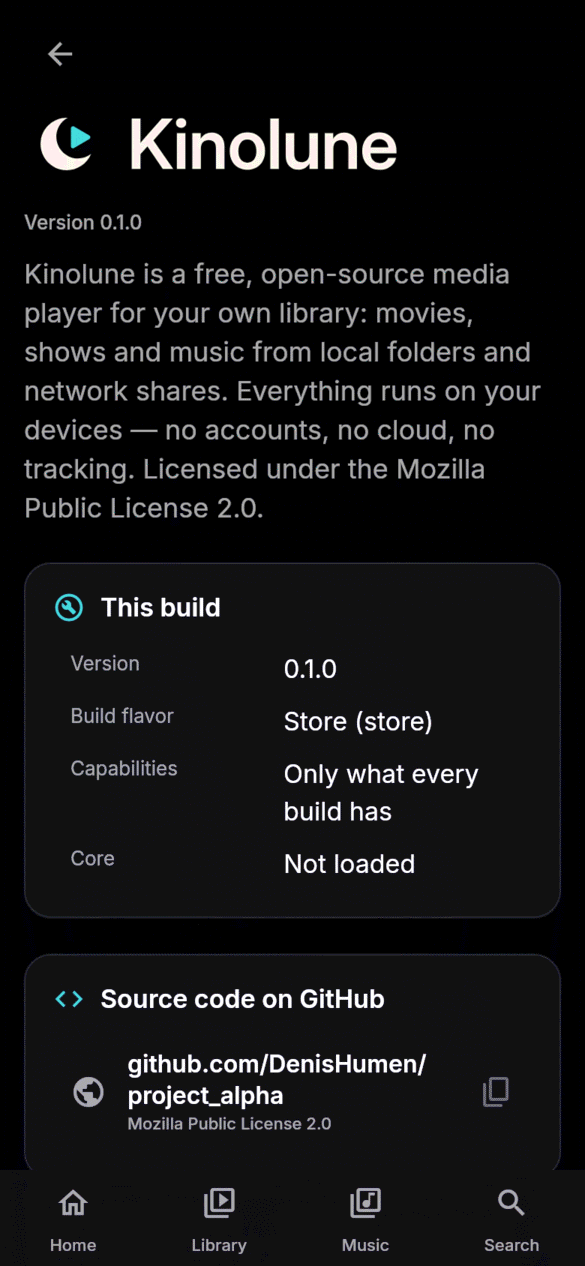 Kinolune
Version 0.1.0
Kinolune is a free, open-source media
player for your own library: movies,
shows and music from local folders and
network shares. Everything runs on your
devices — no accounts, no cloud, no
tracking. Licensed under the Mozilla
Public License 2.0.
This build
Version
0.1.0
Build flavor
Store (store)
Capabilities
Only what every
build has
Core
Not loaded
Source code on GitHub
github.com/DenisHumen/
project_alpha
Mozilla Public License 2.0
Home
Library
Music
Search